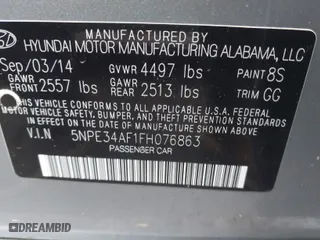 MANUFACTURED BY
HYUNDAI MOTOR MANUFACTURING ALABAMA, LLC
Sep/03/14 GVWR 4497 lbs PAINT 8S
GAWR FRONT 2557 lbs GAWR REAR 2513 lbs TRIM GG
THIS VEHICLE CONFORMS TO ALL APPLICABLE
U.S. FEDERAL MOTOR VEHICLE SAFETY,
BUMPER, AND THEFT PREVENTION STANDARDS IN
EFFECT ON THE DATE OF MANUFACTURE SHOWN ABOVE.
V.I.N 5NPE34AF1FH076863
PASSENGER CAR
DREAMBID